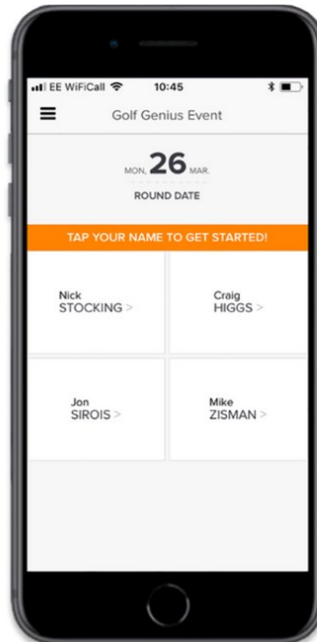 EE WiFiCall 10:45
Golf Genius Event
MON, 26 MAR.
ROUND DATE
TAP YOUR NAME TO GET STARTED!
Nick
STOCKING >
Craig
HIGGS >
Jon
SIROIS >
Mike
ZISMAN >